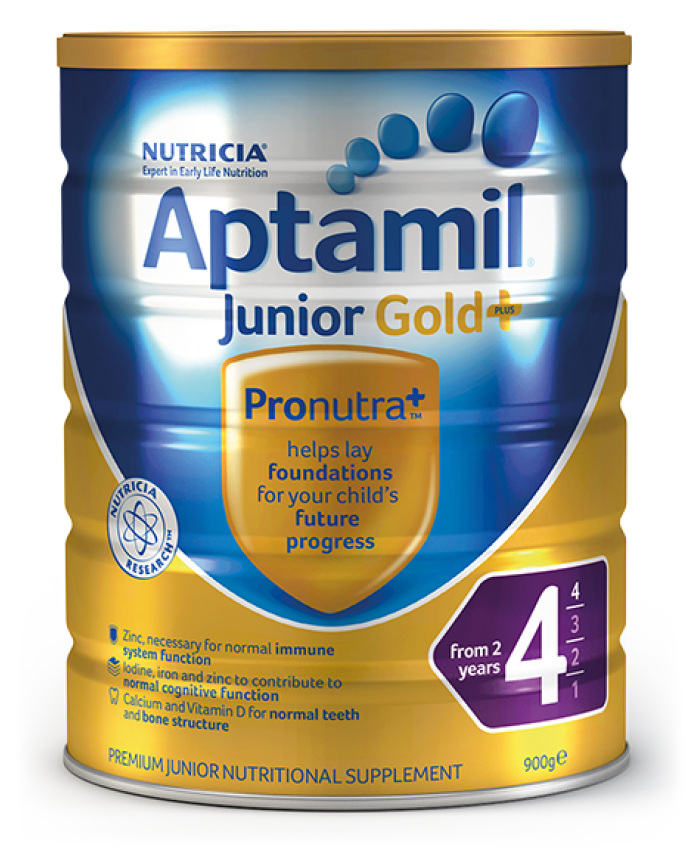 NUTRICIA®
Expert in Early Life Nutrition
Aptamil®
Junior Gold+
PLUS
Pronutra+™
helps lay
foundations
for your child's
future
progress
NUTRICIA
RESEARCH™
Zinc, necessary for normal immune
system function
Iodine, iron and zinc to contribute to
normal cognitive function
Calcium and Vitamin D for normal teeth
and bone structure
from 2
years
4
4
3
2
1
PREMIUM JUNIOR NUTRITIONAL SUPPLEMENT
900g℮